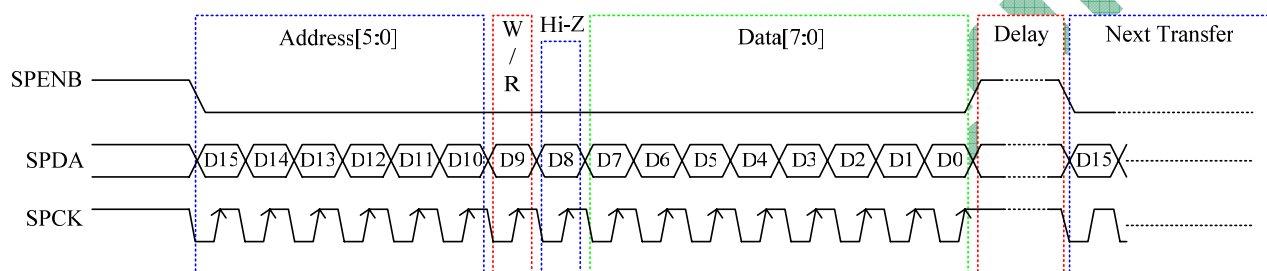 Address[5:0]
W
/
R
Hi-Z
Data[7:0]
Delay
Next Transfer
SPENB
SPDA
D15 D14 D13 D12 D11 D10 D9 D8 D7 D6 D5 D4 D3 D2 D1 D0 D15
SPCK